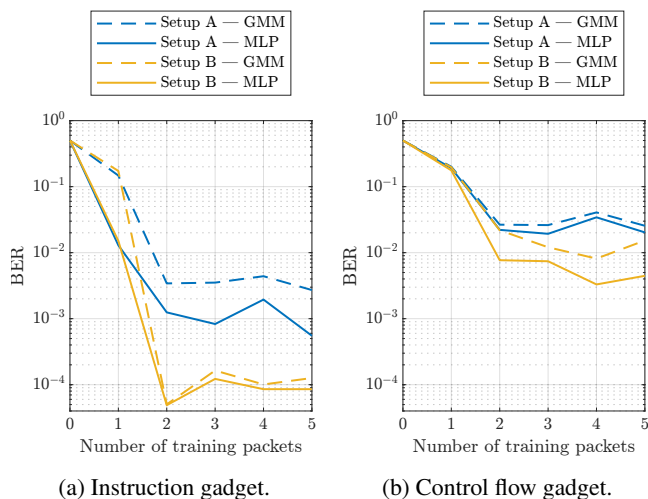 Setup A — GMM
Setup A — MLP
Setup B — GMM
Setup B — MLP
10^0
10^-1
10^-2
10^-3
10^-4
BER
0 1 2 3 4 5
Number of training packets
(a) Instruction gadget.
Setup A — GMM
Setup A — MLP
Setup B — GMM
Setup B — MLP
10^0
10^-1
10^-2
10^-3
10^-4
BER
0 1 2 3 4 5
Number of training packets
(b) Control flow gadget.